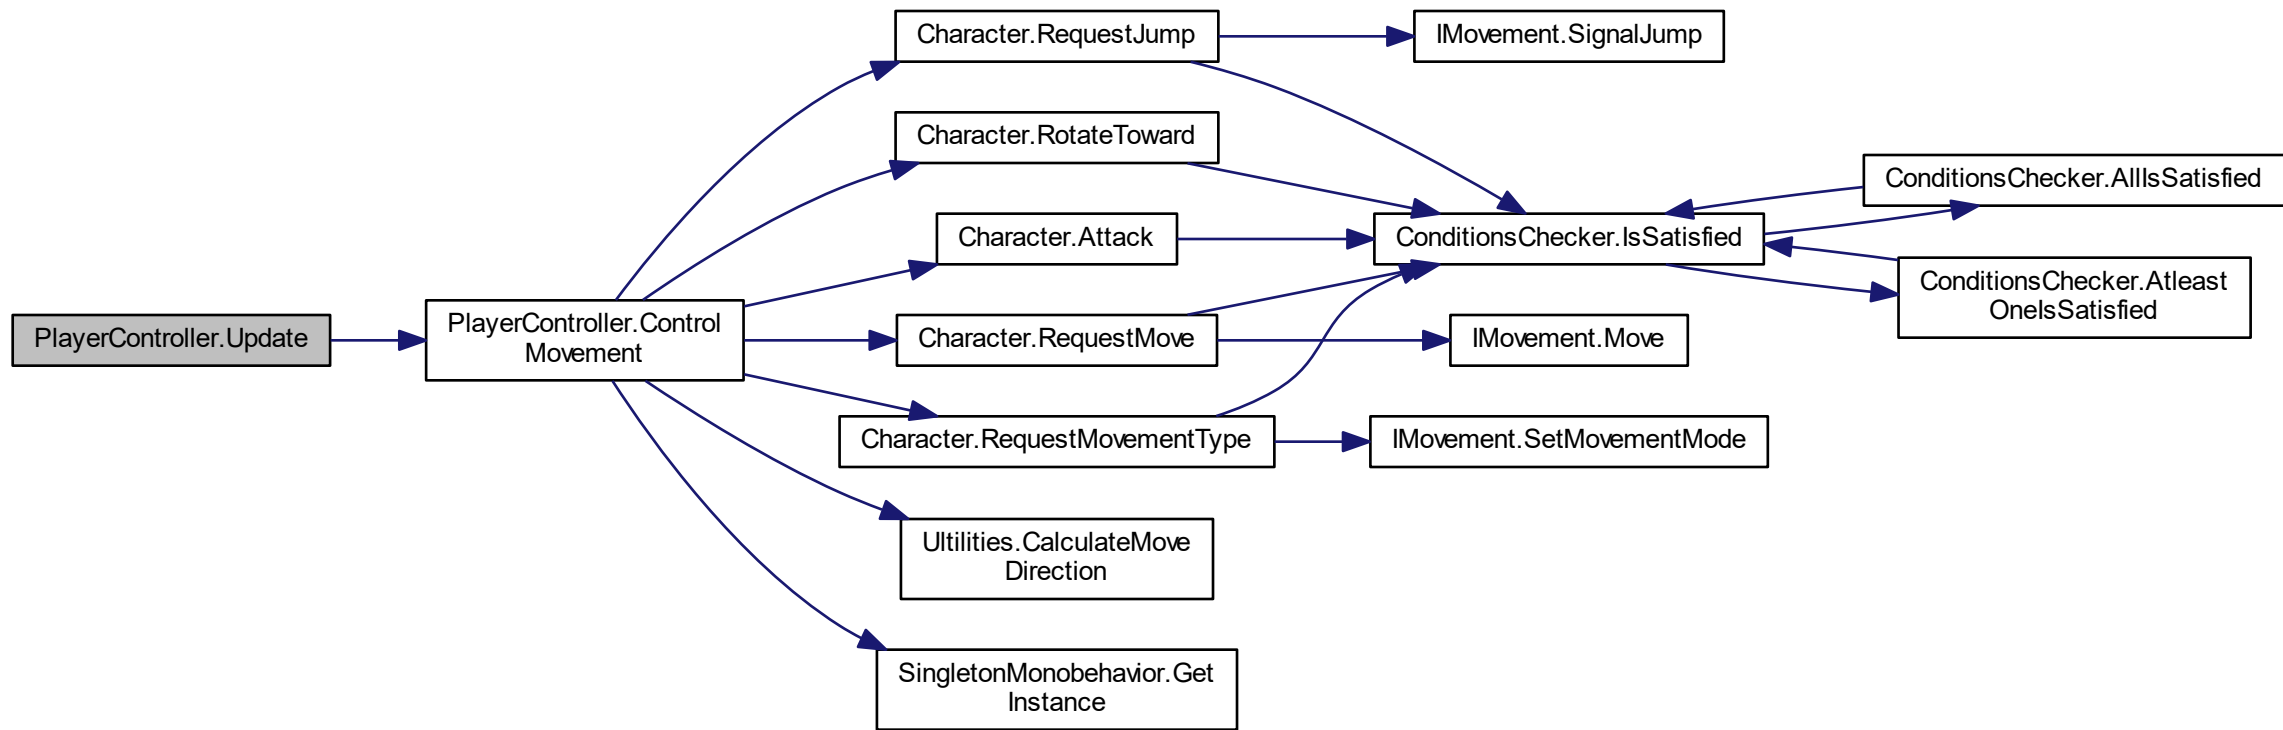 Character.RequestJump
IMovement.SignalJump
Character.RotateToward
ConditionsChecker.AllIsSatisfied
Character.Attack
ConditionsChecker.IsSatisfied
ConditionsChecker.Atleast
OneIsSatisfied
PlayerController.Update
PlayerController.Control
Movement
Character.RequestMove
IMovement.Move
Character.RequestMovementType
IMovement.SetMovementMode
Ultilities.CalculateMove
Direction
SingletonMonobehavior.Get
Instance